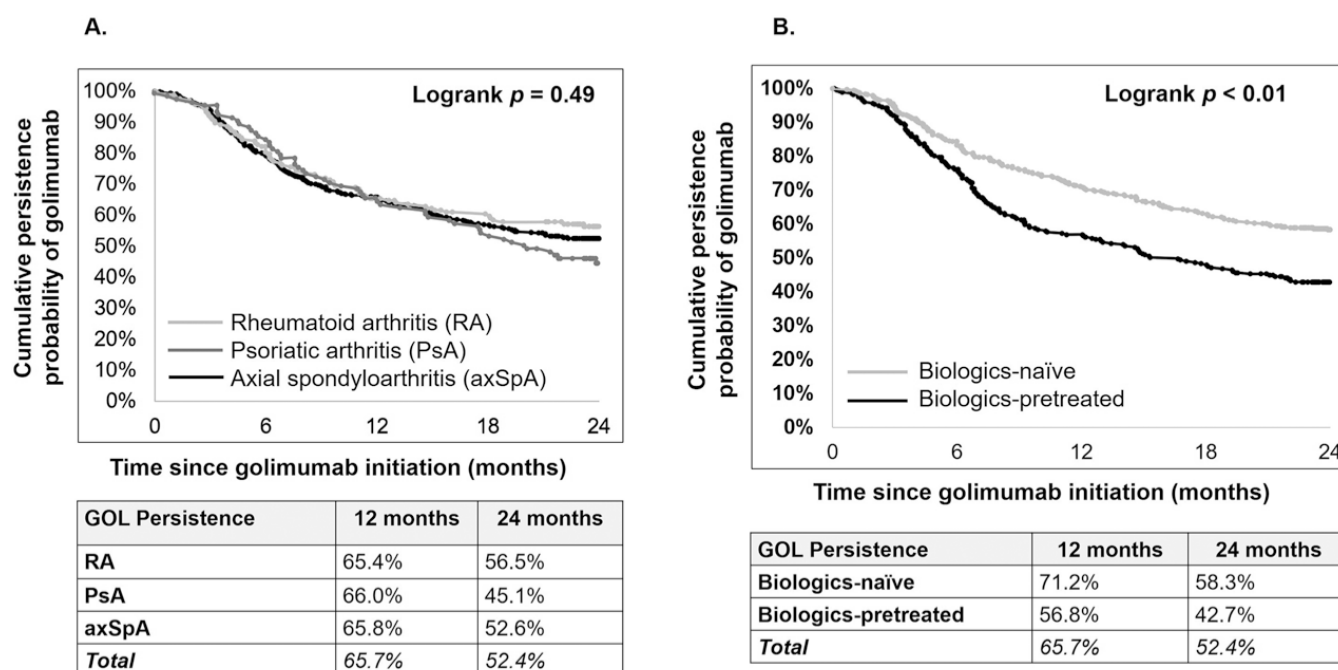 A.
Cumulative persistence
probability of golimumab
100%
90%
80%
70%
60%
50%
40%
30%
20%
10%
0%
Logrank p = 0.49
Rheumatoid arthritis (RA)
Psoriatic arthritis (PsA)
Axial spondyloarthritis (axSpA)
0 6 12 18 24
Time since golimumab initiation (months)
GOL Persistence 12 months 24 months
RA 65.4% 56.5%
PsA 66.0% 45.1%
axSpA 65.8% 52.6%
Total 65.7% 52.4%
B.
Cumulative persistence
probability of golimumab
100%
90%
80%
70%
60%
50%
40%
30%
20%
10%
0%
Logrank p < 0.01
Biologics-naïve
Biologics-pretreated
0 6 12 18 24
Time since golimumab initiation (months)
GOL Persistence 12 months 24 months
Biologics-naïve 71.2% 58.3%
Biologics-pretreated 56.8% 42.7%
Total 65.7% 52.4%